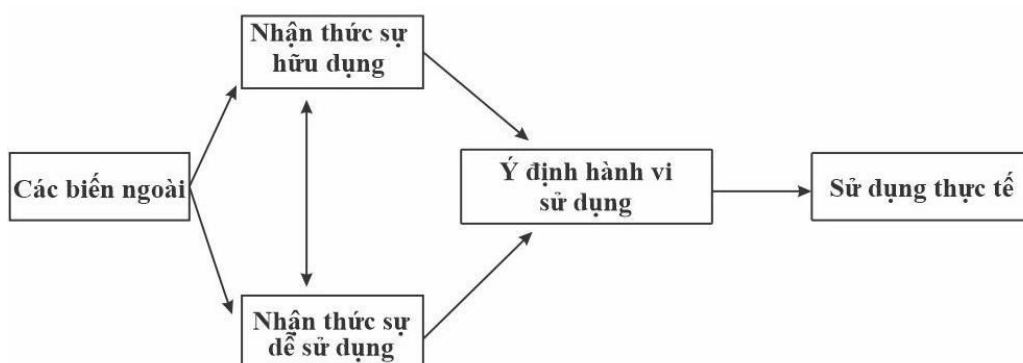 Nhận thức sự
hữu dụng
Các biến ngoài
Ý định hành vi
sử dụng
Sử dụng thực tế
Nhận thức sự
dễ sử dụng